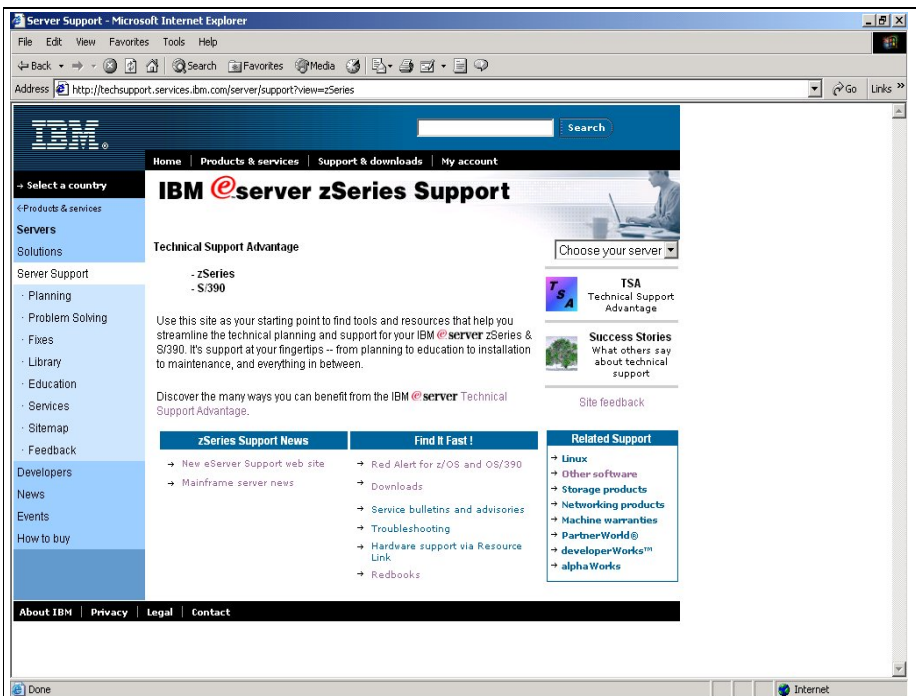 Server Support - Microsoft Internet Explorer
File Edit View Favorites Tools Help
Back Search Favorites Media
Address http://techsupport.services.ibm.com/server/support?view=zSeries Go Links »
IBM®
Search
Home | Products & services | Support & downloads | My account
→ Select a country
IBM eserver zSeries Support
Products & services
Servers
Solutions
Server Support
· Planning
· Problem Solving
· Fixes
· Library
· Education
· Services
· Sitemap
· Feedback
Developers
News
Events
How to buy
Technical Support Advantage
- zSeries
- S/390
Use this site as your starting point to find tools and resources that help you
streamline the technical planning and support for your IBM eserver zSeries &
S/390. It's support at your fingertips -- from planning to education to installation
to maintenance, and everything in between.
Discover the many ways you can benefit from the IBM eserver Technical
Support Advantage.
Choose your server
TSA
TSA
Technical Support
Advantage
Success Stories
What others say
about technical
support
Site feedback
zSeries Support News
→ New eServer Support web site
→ Mainframe server news
Find It Fast !
→ Red Alert for z/OS and OS/390
→ Downloads
→ Service bulletins and advisories
→ Troubleshooting
→ Hardware support via Resource
Link
→ Redbooks
Related Support
→ Linux
→ Other software
→ Storage products
→ Networking products
→ Machine warranties
→ PartnerWorld®
→ developerWorks™
→ alphaWorks
About IBM | Privacy | Legal | Contact
Done Internet